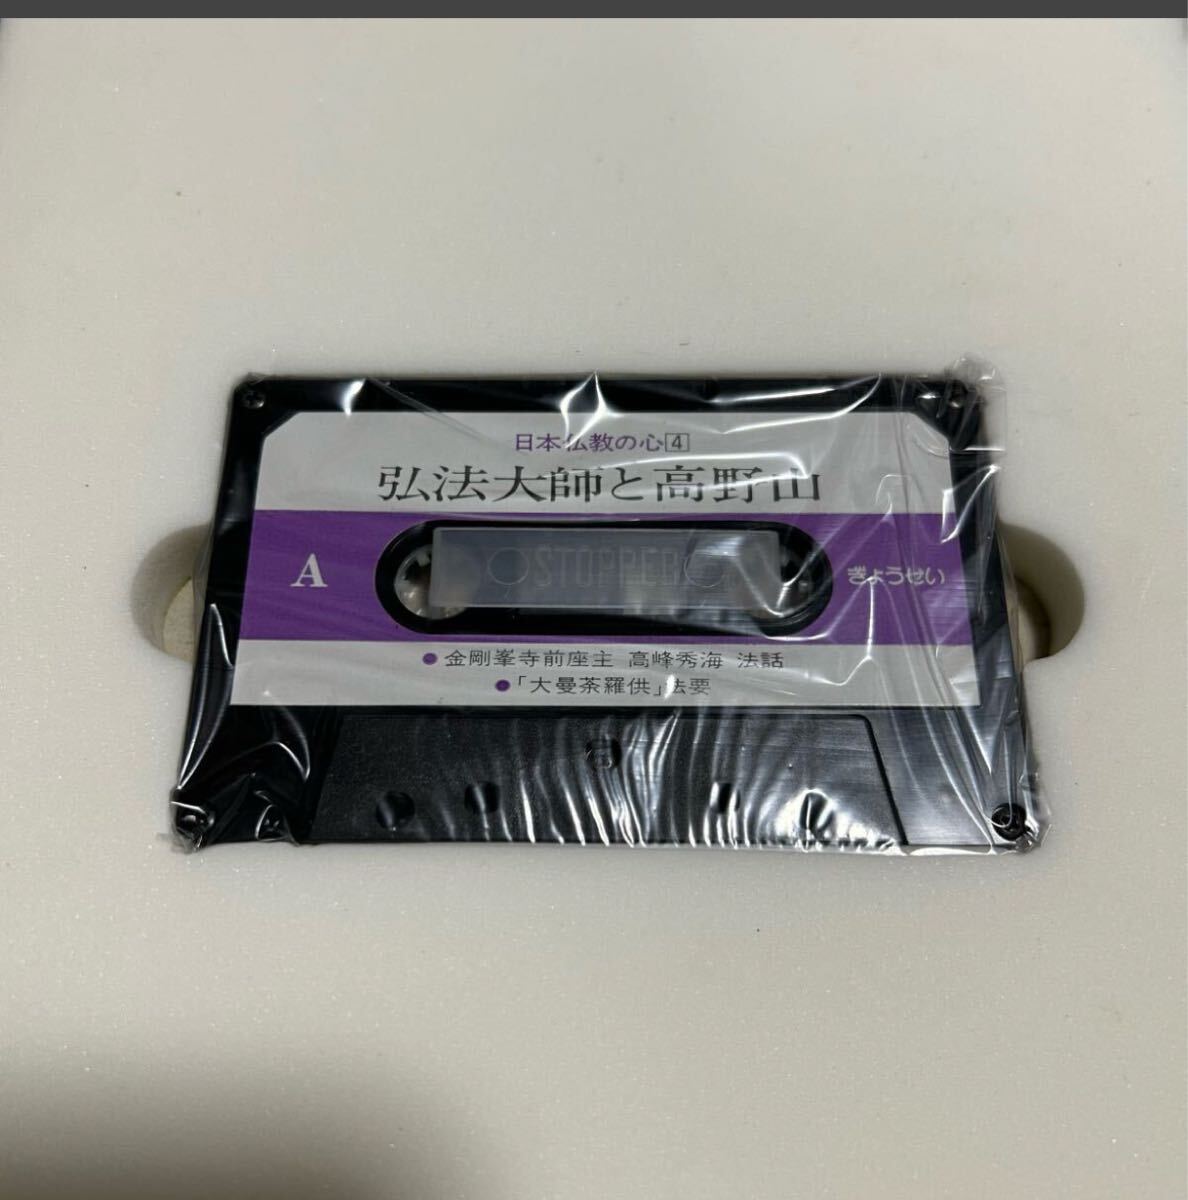 日本仏教の心4
弘法大師と高野山
A
STOPPER
ぎょうせい
●金剛峯寺前座主 高峰秀海 法話
●「大曼荼羅供」法要